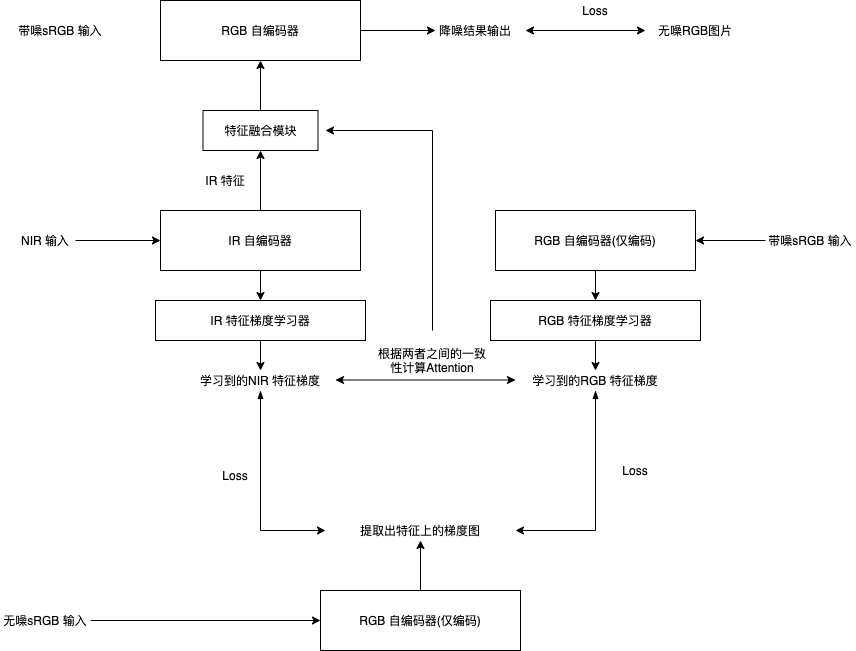 带噪sRGB 输入
RGB 自编码器
降噪结果输出
Loss
无噪RGB图片
特征融合模块
IR 特征
NIR 输入
IR 自编码器
RGB 自编码器(仅编码)
带噪sRGB 输入
IR 特征梯度学习器
RGB 特征梯度学习器
根据两者之间的一致
性计算Attention
学习到的NIR 特征梯度
学习到的RGB 特征梯度
Loss
Loss
提取出特征上的梯度图
无噪sRGB 输入
RGB 自编码器(仅编码)